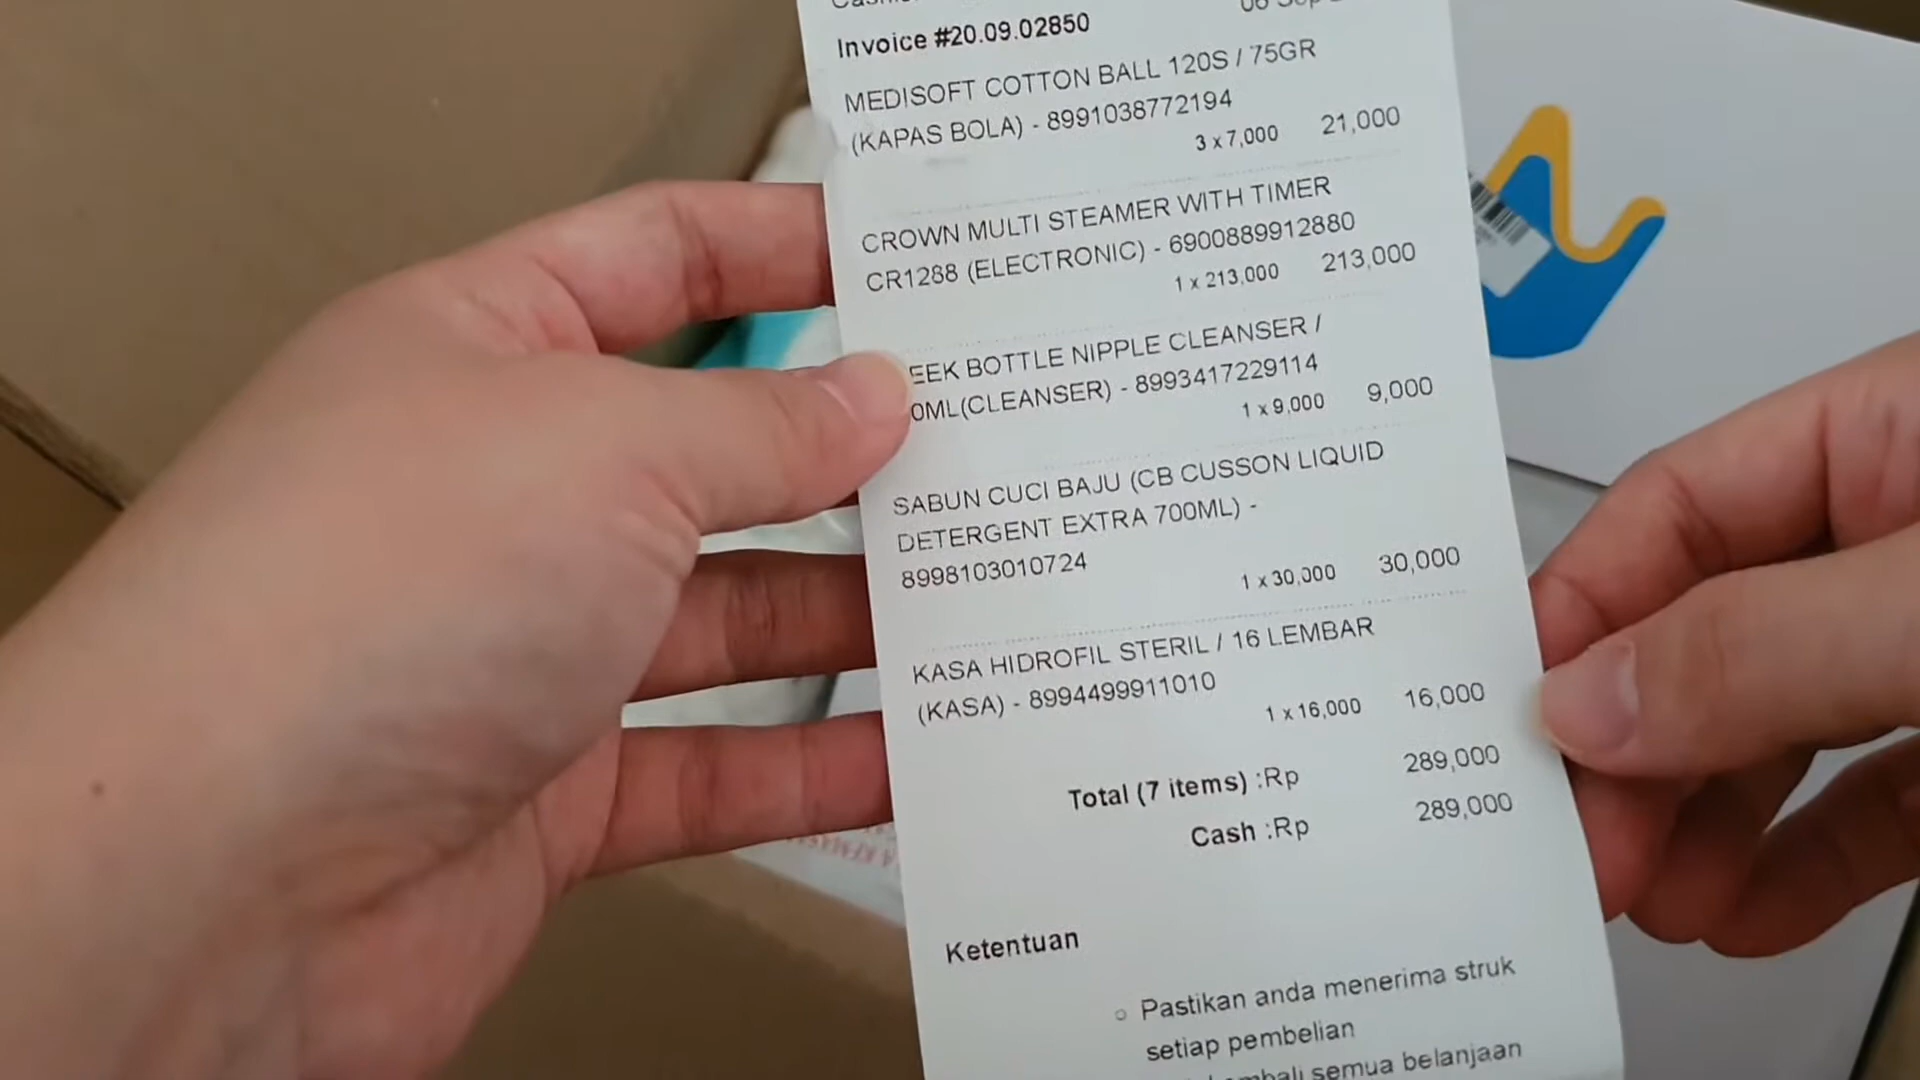 Invoice #20.09.02850
MEDISOFT COTTON BALL 120S / 75GR
(KAPAS BOLA) - 8991038772194
3 x 7,000 21,000
CROWN MULTI STEAMER WITH TIMER
CR1288 (ELECTRONIC) - 6900889912880
1 x 213,000 213,000
EEK BOTTLE NIPPLE CLEANSER /
0ML(CLEANSER) - 8993417229114
1 x 9,000 9,000
SABUN CUCI BAJU (CB CUSSON LIQUID
DETERGENT EXTRA 700ML) -
8998103010724
1 x 30,000 30,000
KASA HIDROFIL STERIL / 16 LEMBAR
(KASA) - 8994499911010
1 x 16,000 16,000
Total (7 items) :Rp 289,000
Cash :Rp 289,000
Ketentuan
Pastikan anda menerima struk
setiap pembelian
semua belanjaan